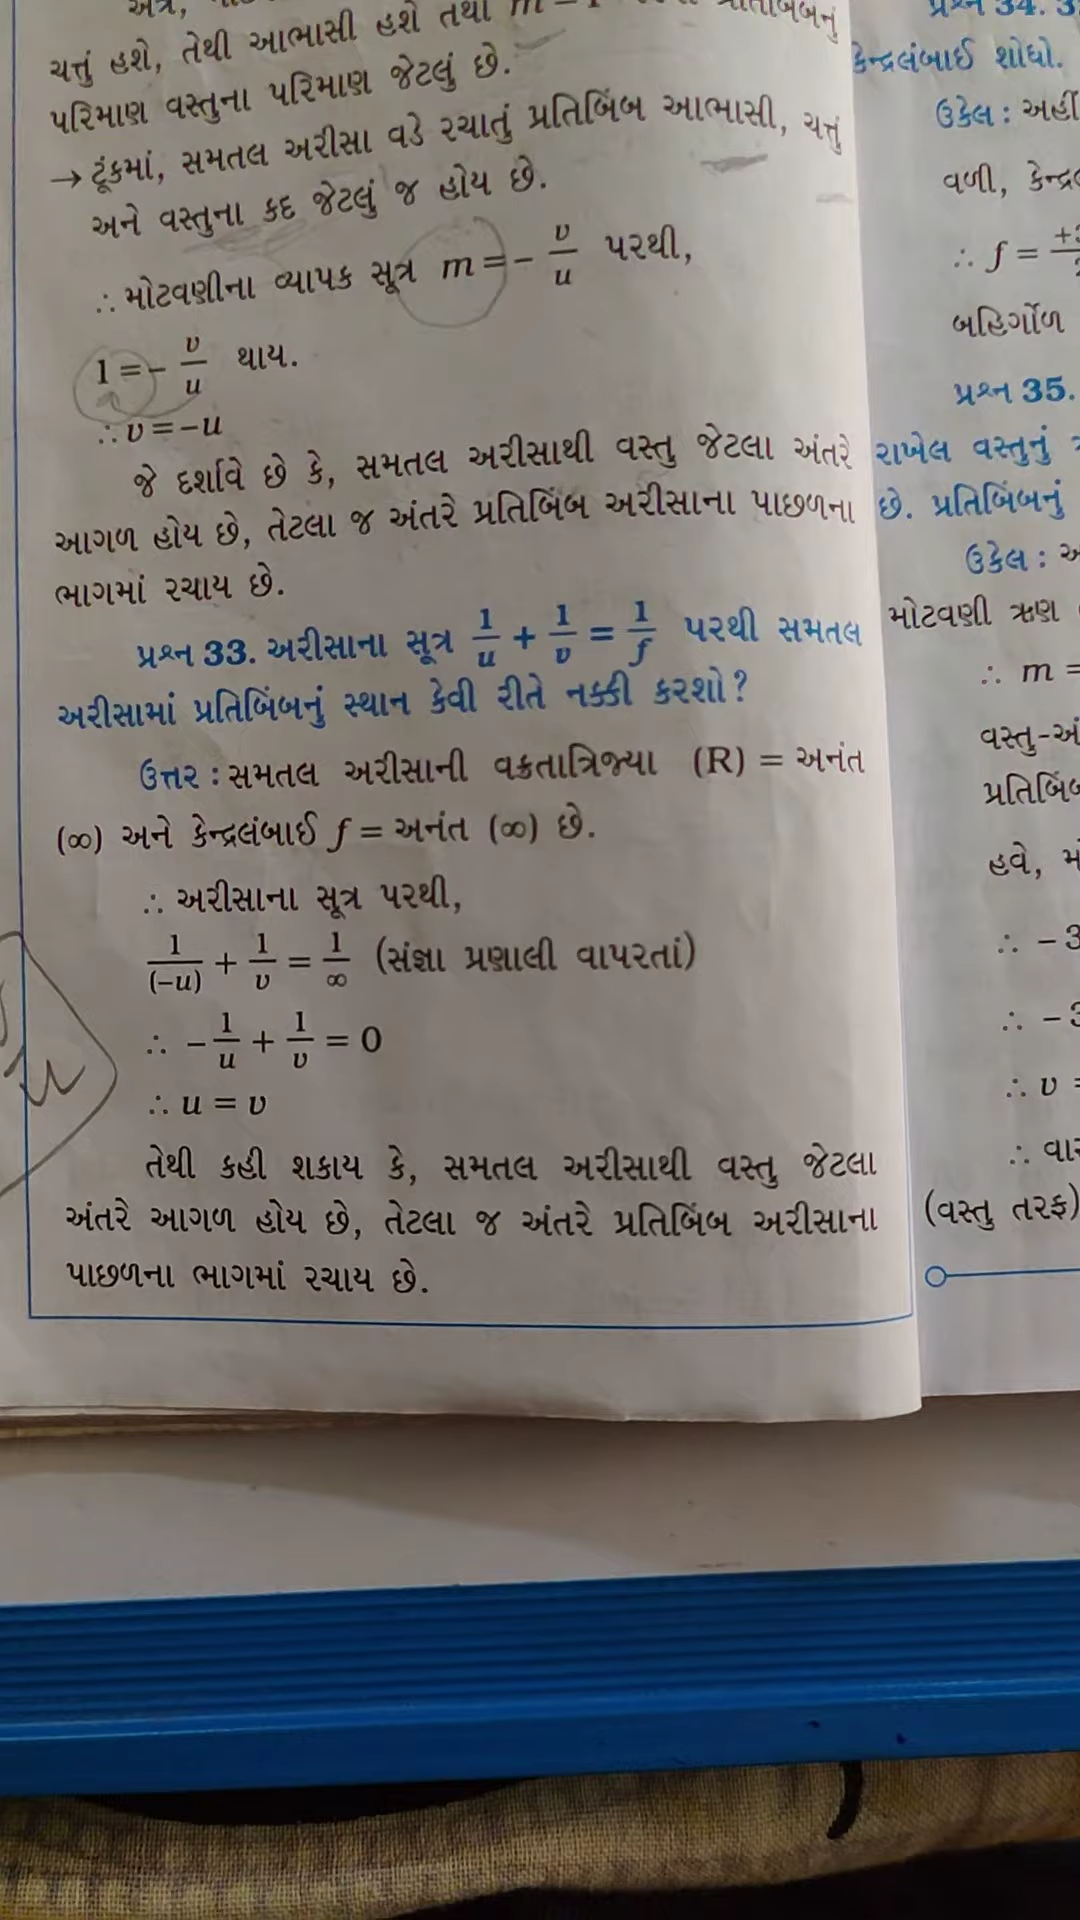 ચત્તું હશે, તેથી આભાસી હશે તથા m
પરિમાણ વસ્તુના પરિમાણ જેટલું છે.
→ ટૂંકમાં, સમતલ અરીસા વડે રચાતું પ્રતિબિંબ આભાસી, ચત્તું
અને વસ્તુના કદ જેટલું જ હોય છે.
∴ મોટવણીના વ્યાપક સૂત્ર m = - v/u પરથી,
1 = - v/u થાય.
∴ v = -u
જે દર્શાવે છે કે, સમતલ અરીસાથી વસ્તુ જેટલા અંતરે
આગળ હોય છે, તેટલા જ અંતરે પ્રતિબિંબ અરીસાના પાછળના
ભાગમાં રચાય છે.
પ્રશ્ન 33. અરીસાના સૂત્ર 1/u + 1/v = 1/f પરથી સમતલ
અરીસામાં પ્રતિબિંબનું સ્થાન કેવી રીતે નક્કી કરશો?
ઉત્તર : સમતલ અરીસાની વક્રતાત્રિજ્યા (R) = અનંત
(∞) અને કેન્દ્રલંબાઈ f = અનંત (∞) છે.
∴ અરીસાના સૂત્ર પરથી,
1/(-u) + 1/v = 1/∞ (સંજ્ઞા પ્રણાલી વાપરતાં)
∴ - 1/u + 1/v = 0
∴ u = v
તેથી કહી શકાય કે, સમતલ અરીસાથી વસ્તુ જેટલા
અંતરે આગળ હોય છે, તેટલા જ અંતરે પ્રતિબિંબ અરીસાના
પાછળના ભાગમાં રચાય છે.
u
પ્રશ્ન 34.
કેન્દ્રલંબાઈ શોધો.
ઉકેલ : અહીં
વળી,
∴ f =
બહિર્ગોળ
પ્રશ્ન 35.
રાખેલ વસ્તુનું
છે. પ્રતિબિંબનું
ઉકેલ :
મોટવણી ઋણ
∴ m =
વસ્તુ-
હવે,
∴ - 3
∴ - 3
∴ v =
∴
(વસ્તુ તરફ)